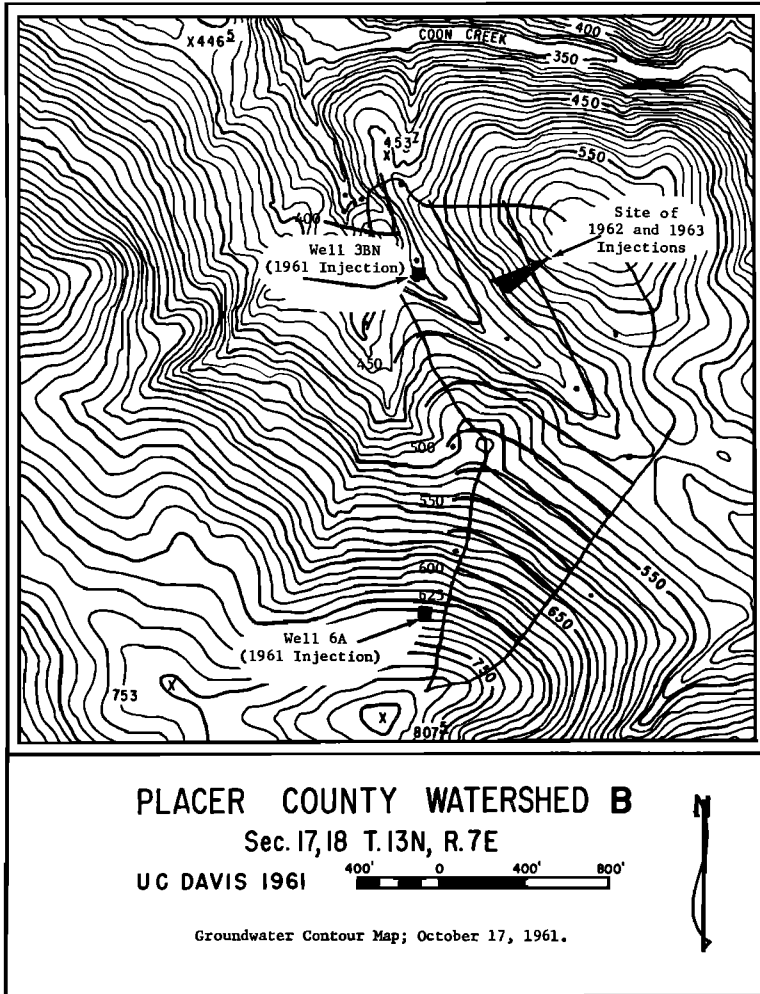 X446⁵
COON CREEK
400
350
450
453⁷
X
550
400
Site of
1962 and 1963
Injections
Well 3BN
(1961 Injection)
450
500
550
600
550
625
650
Well 6A
(1961 Injection)
750
753
X
X
807⁵
PLACER COUNTY WATERSHED B
Sec. 17,18 T. 13N, R. 7E
UC DAVIS 1961
400' 0 400' 800'
N
Groundwater Contour Map; October 17, 1961.